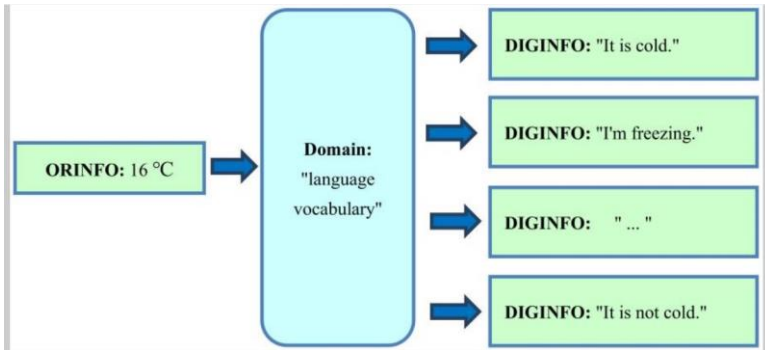 ORINFO: 16 ℃
Domain:
"language
vocabulary"
DIGINFO: "It is cold."
DIGINFO: "I'm freezing."
DIGINFO: " ... "
DIGINFO: "It is not cold."